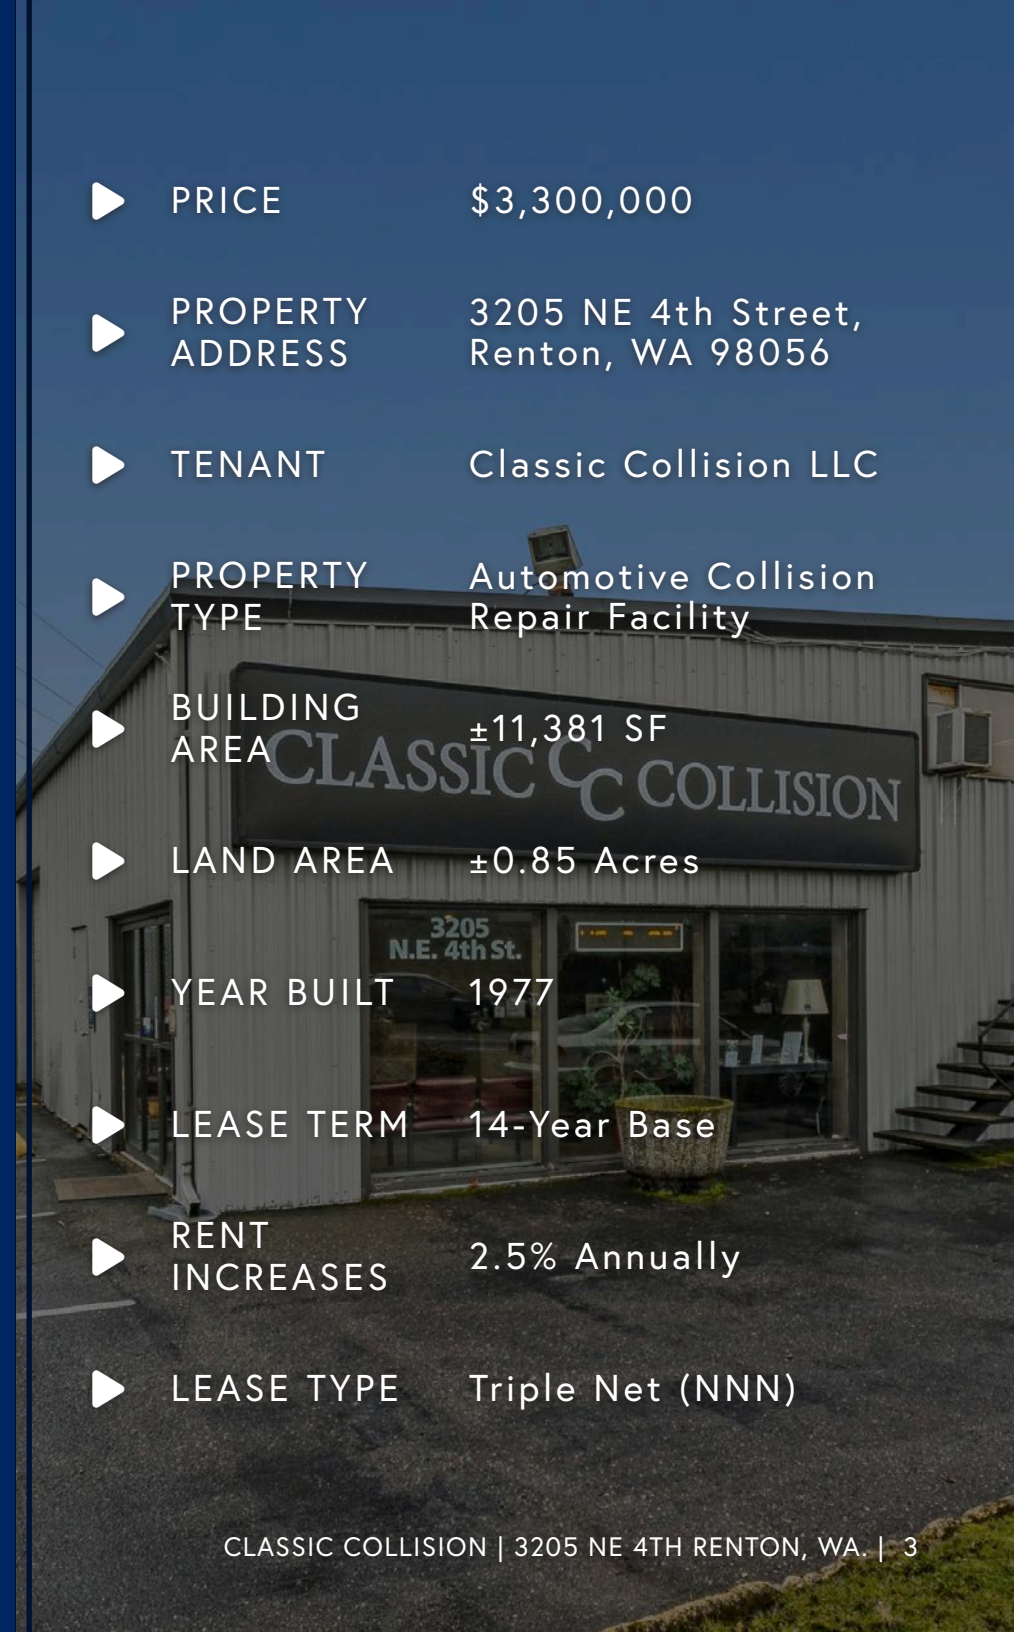 PRICE $3,300,000
PROPERTY
ADDRESS
3205 NE 4th Street,
Renton, WA 98056
TENANT Classic Collision LLC
PROPERTY
TYPE
Automotive Collision
Repair Facility
BUILDING
AREA
±11,381 SF
CLASSIC CC COLLISION
LAND AREA ±0.85 Acres
3205
N.E. 4th St.
YEAR BUILT 1977
LEASE TERM 14-Year Base
RENT
INCREASES
2.5% Annually
LEASE TYPE Triple Net (NNN)
CLASSIC COLLISION | 3205 NE 4TH RENTON, WA. | 3